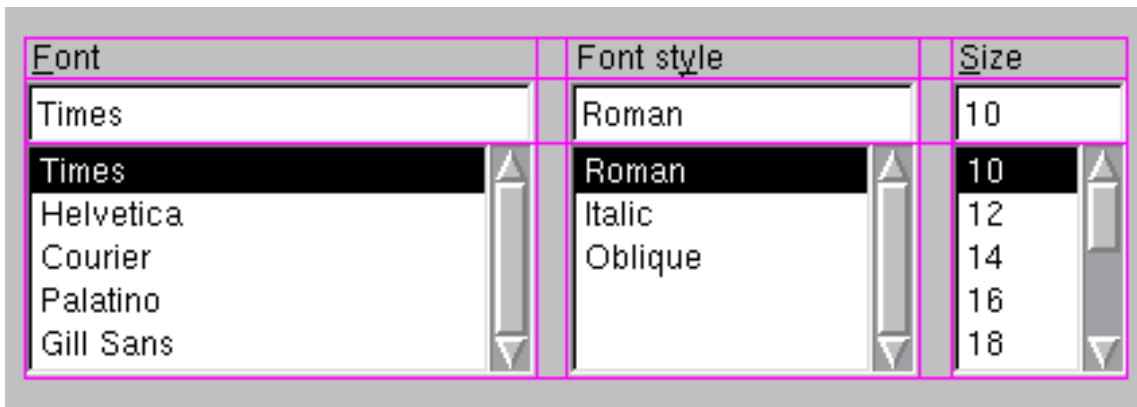 Font Font style Size
Times Roman 10
Times Roman 10
Helvetica Italic 12
Courier Oblique 14
Palatino 16
Gill Sans 18